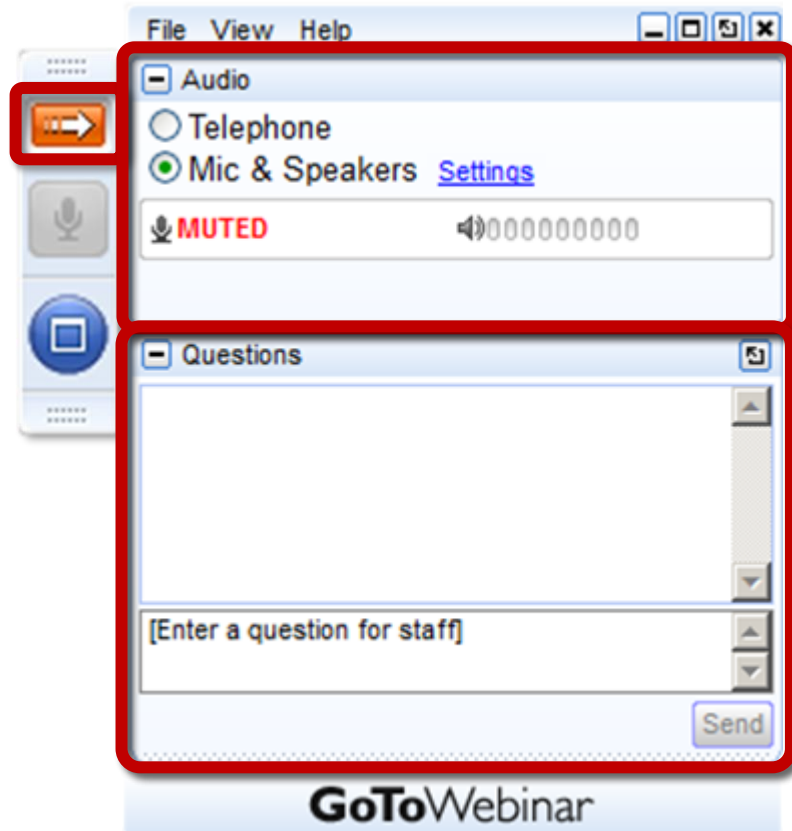 File View Help
Audio
Telephone
Mic & Speakers Settings
MUTED
Questions
[Enter a question for staff]
Send
GoToWebinar